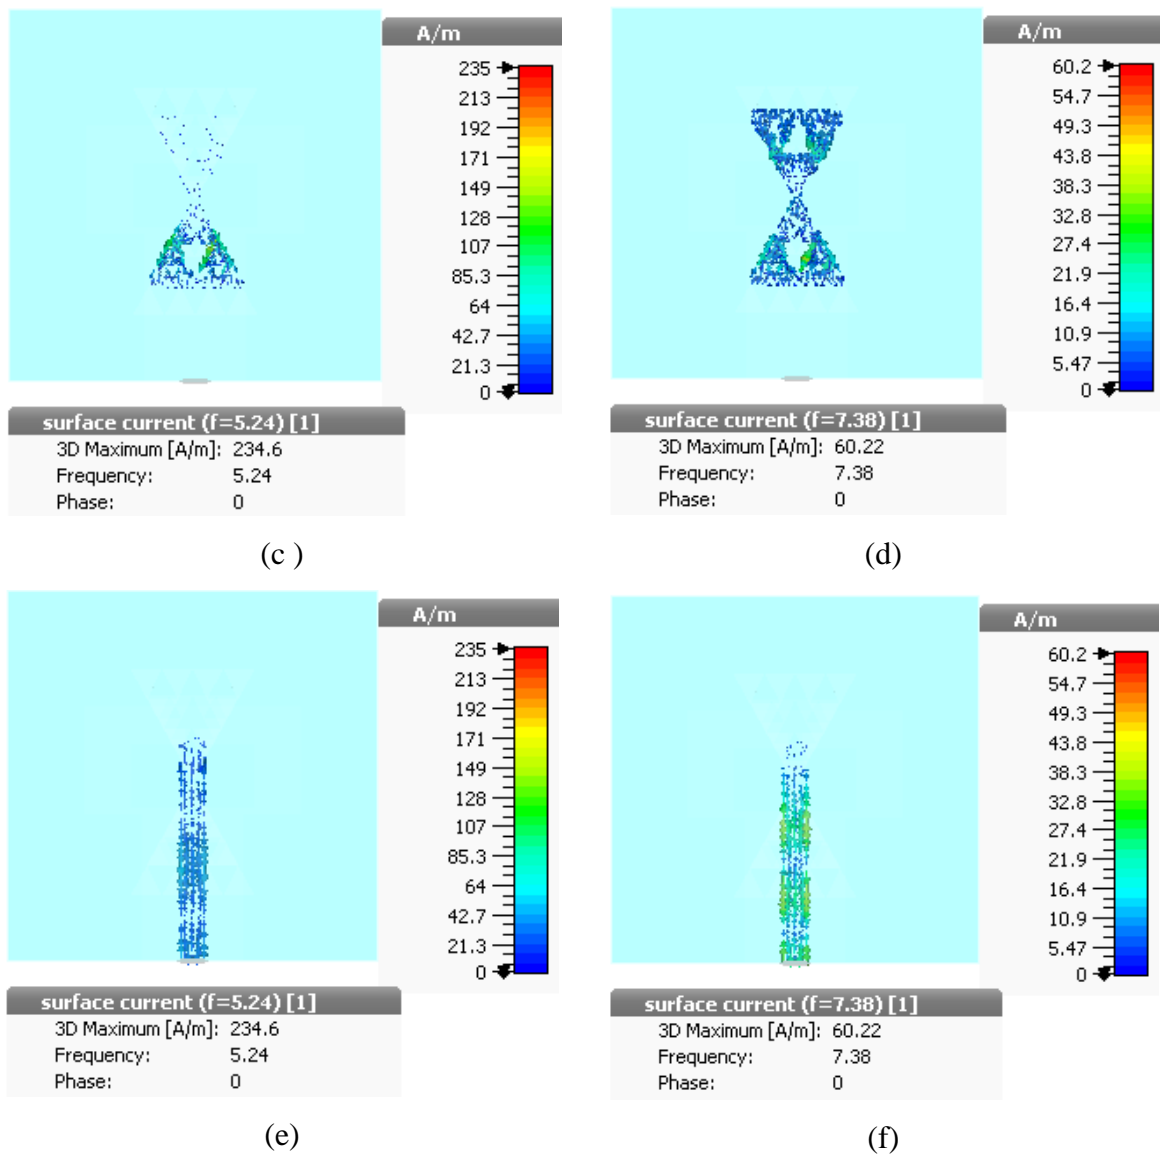 A/m
235
213
192
171
149
128
107
85.3
64
42.7
21.3
0
surface current (f=5.24) [1]
3D Maximum [A/m]: 234.6
Frequency: 5.24
Phase: 0
(c )
A/m
60.2
54.7
49.3
43.8
38.3
32.8
27.4
21.9
16.4
10.9
5.47
0
surface current (f=7.38) [1]
3D Maximum [A/m]: 60.22
Frequency: 7.38
Phase: 0
(d)
A/m
235
213
192
171
149
128
107
85.3
64
42.7
21.3
0
surface current (f=5.24) [1]
3D Maximum [A/m]: 234.6
Frequency: 5.24
Phase: 0
(e)
A/m
60.2
54.7
49.3
43.8
38.3
32.8
27.4
21.9
16.4
10.9
5.47
0
surface current (f=7.38) [1]
3D Maximum [A/m]: 60.22
Frequency: 7.38
Phase: 0
(f)